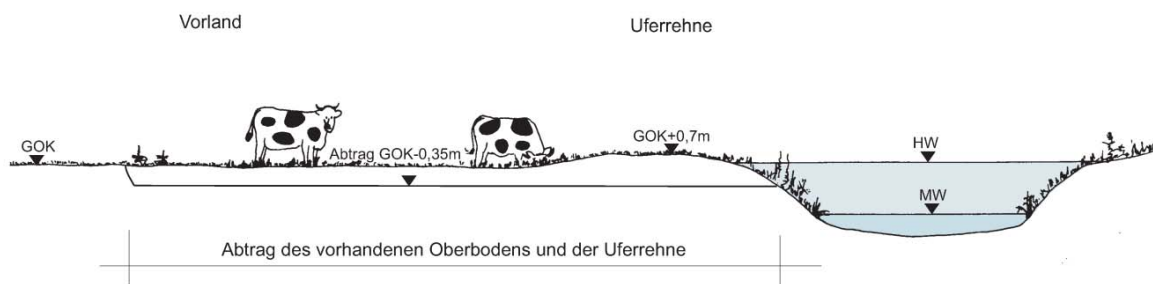 Vorland
Uferrehne
GOK
Abtrag GOK-0,35m
GOK+0,7m
HW
MW
Abtrag des vorhandenen Oberbodens und der Uferrehne